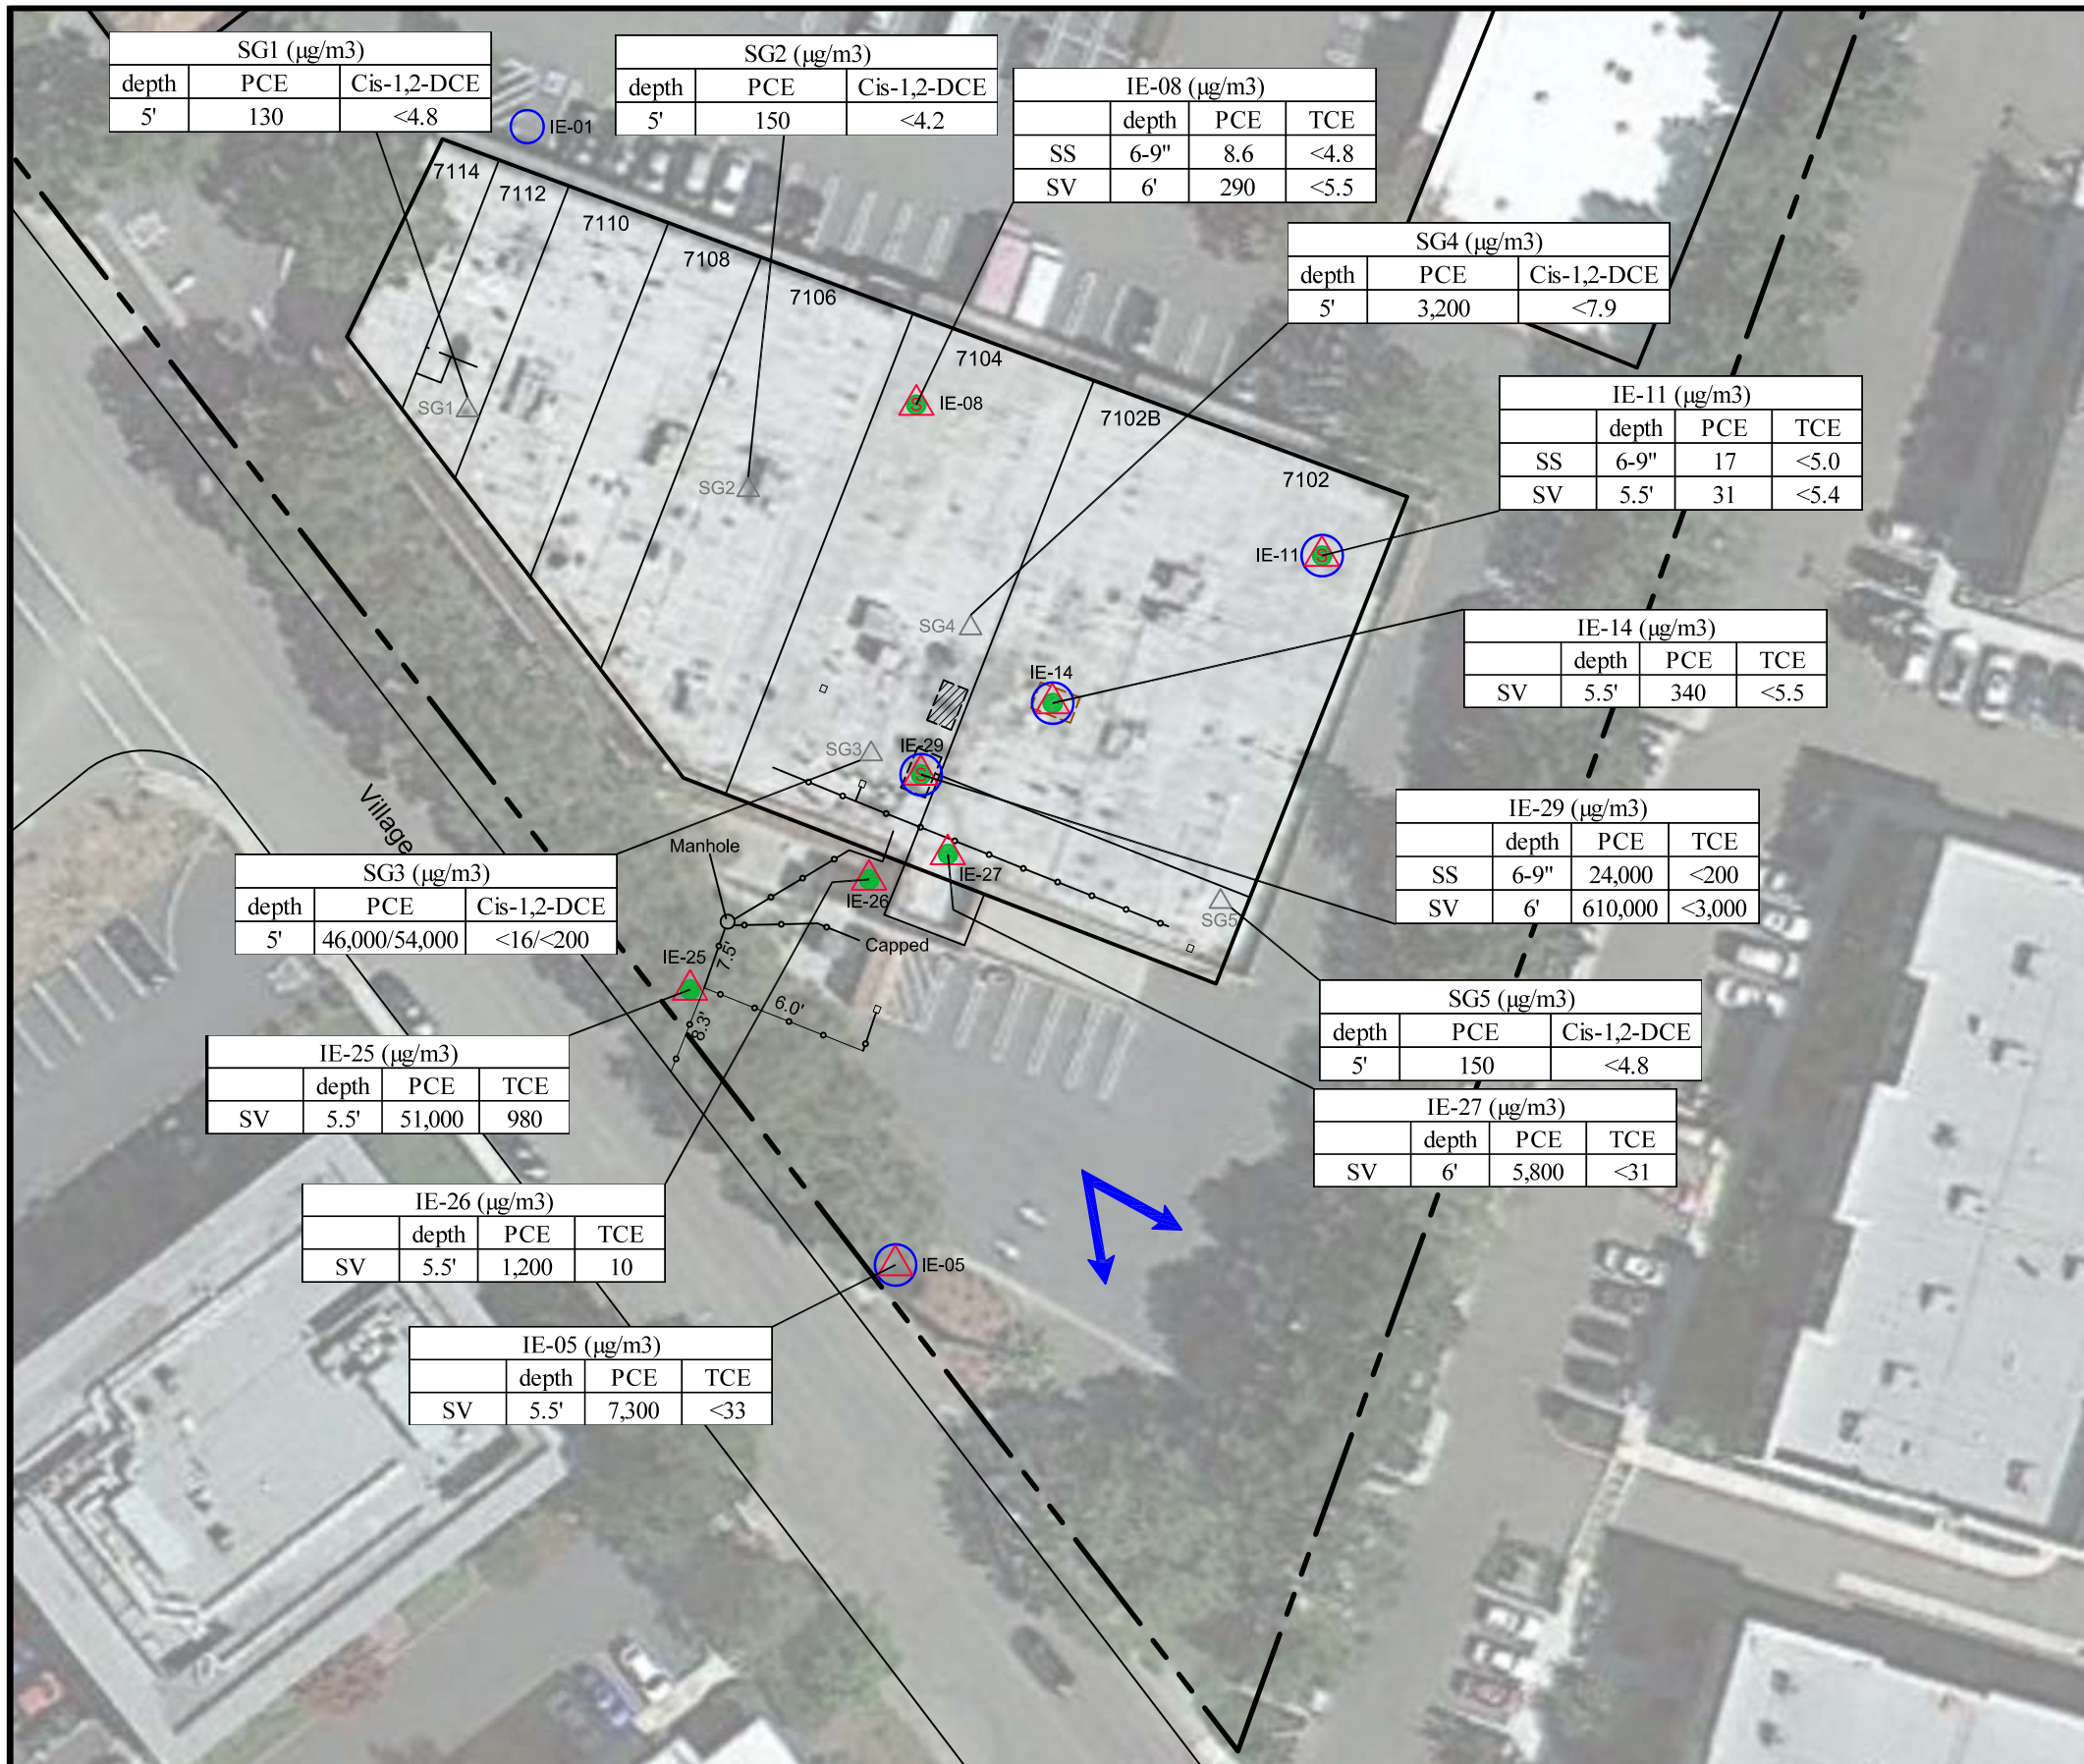 SG1 (µg/m3)
depth PCE Cis-1,2-DCE
5' 130 <4.8
SG2 (µg/m3)
depth PCE Cis-1,2-DCE
5' 150 <4.2
IE-01
IE-08 (µg/m3)
depth PCE TCE
SS 6-9" 8.6 <4.8
SV 6' 290 <5.5
7114
7112
7110
7108
7106
7104
7102B
7102
SG4 (µg/m3)
depth PCE Cis-1,2-DCE
5' 3,200 <7.9
IE-11 (µg/m3)
depth PCE TCE
SS 6-9" 17 <5.0
SV 5.5' 31 <5.4
SG1
IE-08
SG2
IE-11
SG4
IE-14 (µg/m3)
depth PCE TCE
SV 5.5' 340 <5.5
IE-14
SG3
IE-29
Village
IE-29 (µg/m3)
depth PCE TCE
SS 6-9" 24,000 <200
SV 6' 610,000 <3,000
Manhole
SG3 (µg/m3)
depth PCE Cis-1,2-DCE
5' 46,000/54,000 <16/<200
IE-27
IE-26
SG5
Capped
IE-25
7.5'
6.0'
8.3'
SG5 (µg/m3)
depth PCE Cis-1,2-DCE
5' 150 <4.8
IE-25 (µg/m3)
depth PCE TCE
SV 5.5' 51,000 980
IE-27 (µg/m3)
depth PCE TCE
SV 6' 5,800 <31
IE-26 (µg/m3)
depth PCE TCE
SV 5.5' 1,200 10
IE-05
IE-05 (µg/m3)
depth PCE TCE
SV 5.5' 7,300 <33